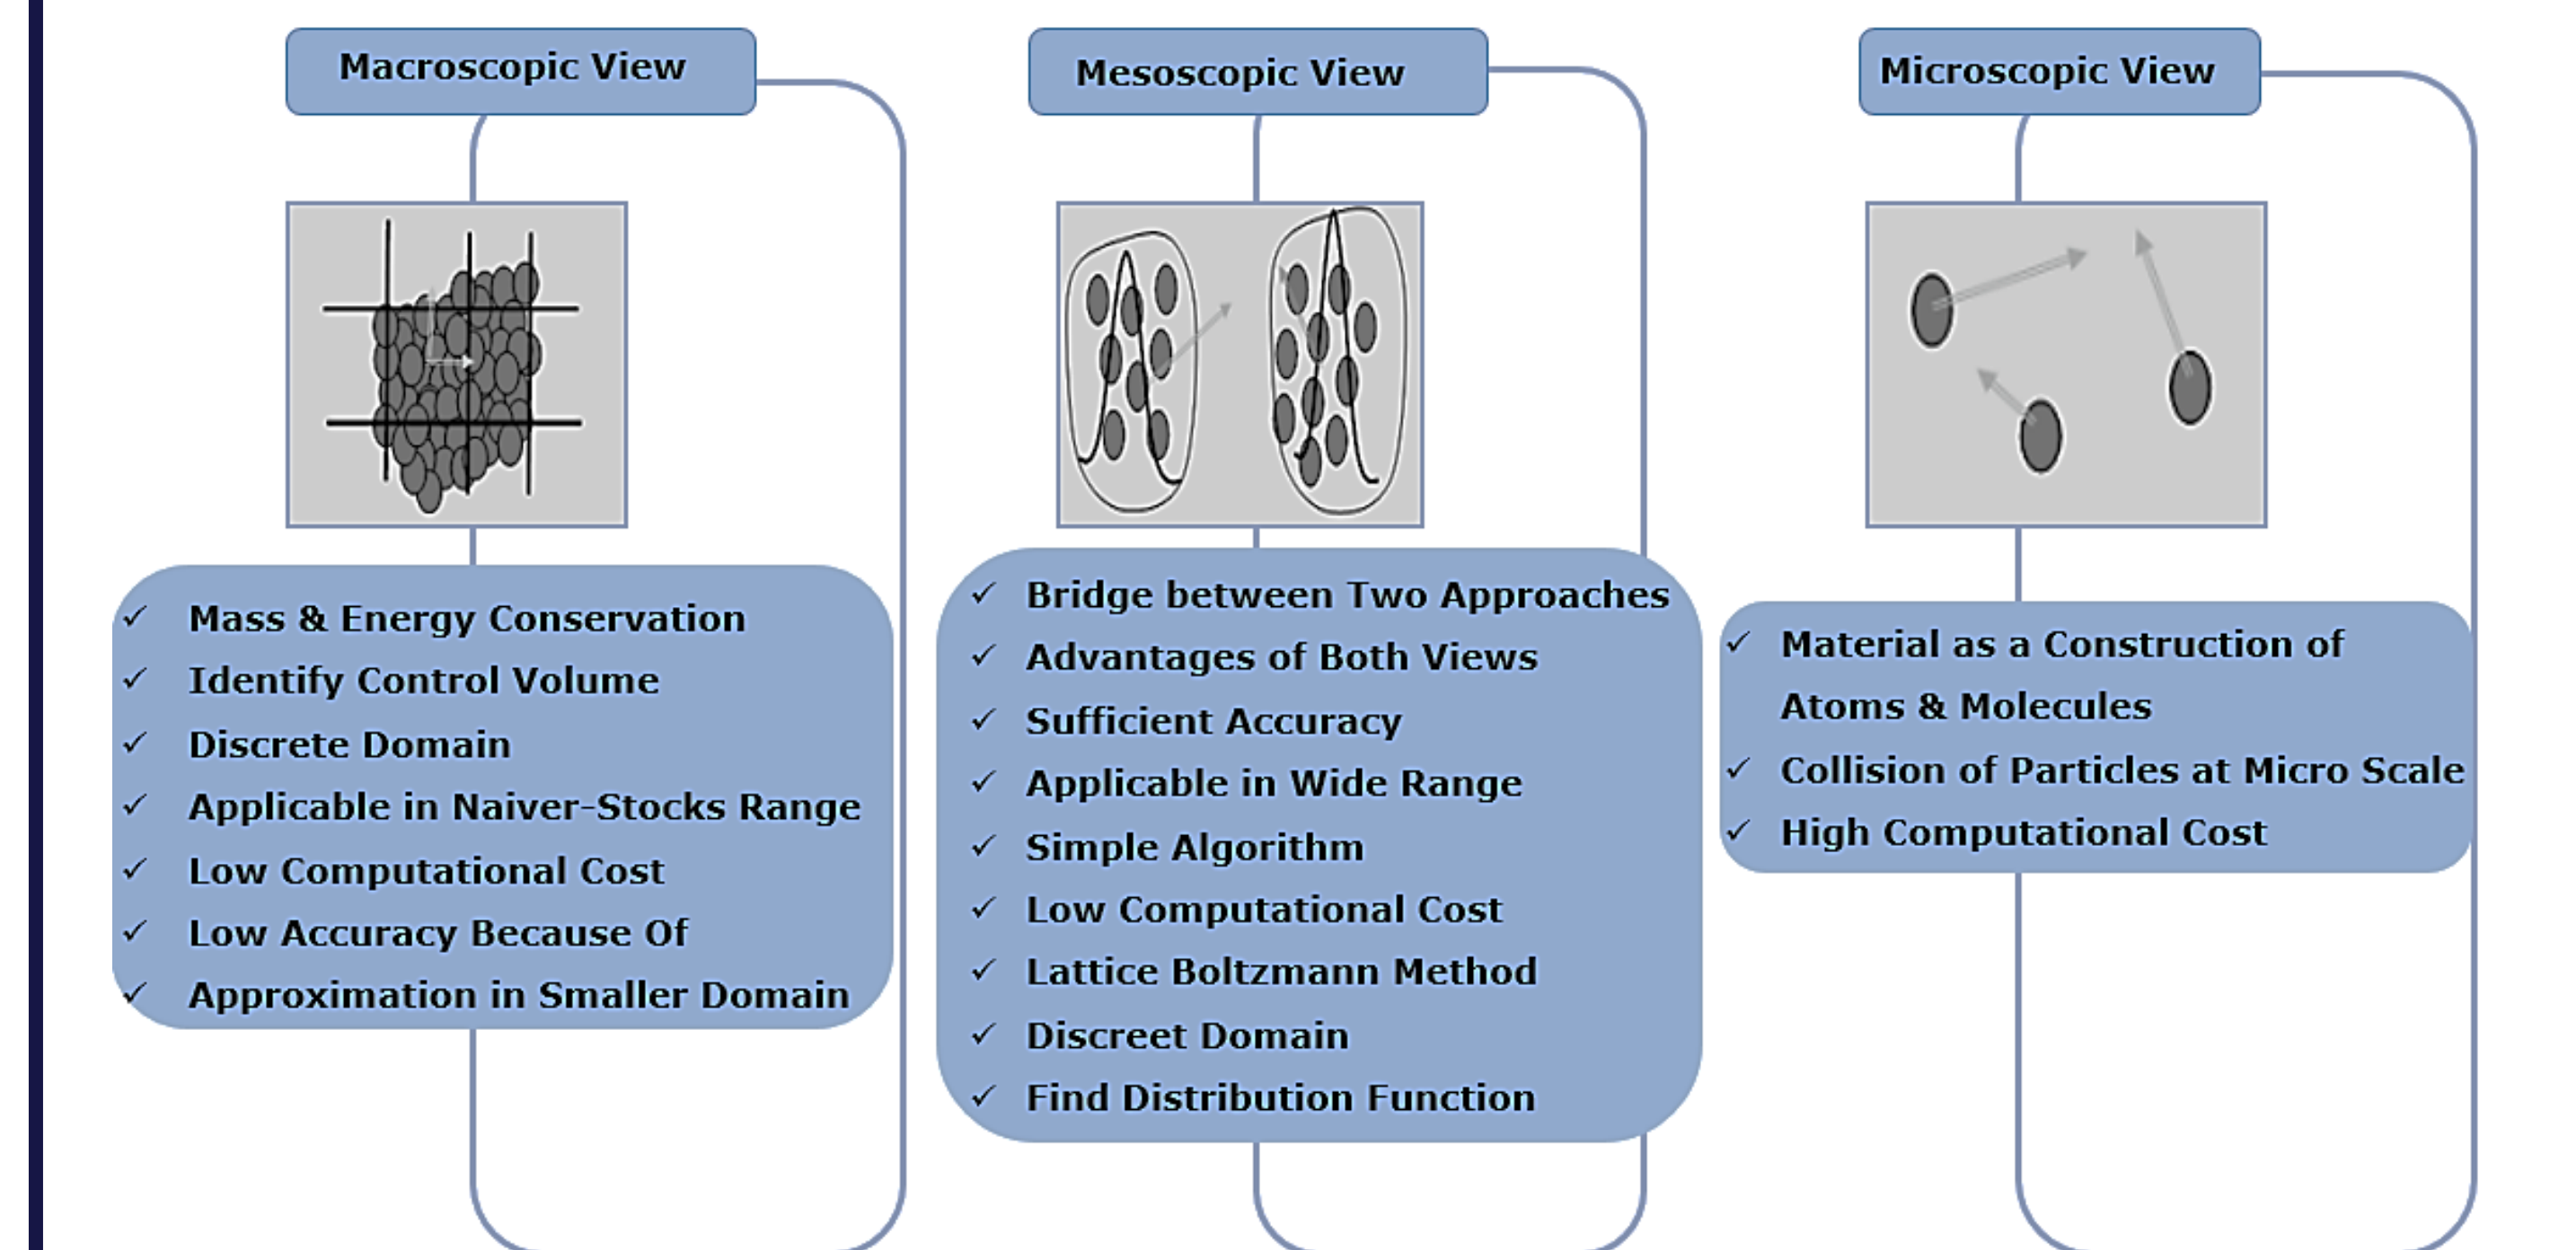 Macroscopic View
✓ Mass & Energy Conservation
✓ Identify Control Volume
✓ Discrete Domain
✓ Applicable in Naiver-Stocks Range
✓ Low Computational Cost
✓ Low Accuracy Because Of
✓ Approximation in Smaller Domain
Mesoscopic View
✓ Bridge between Two Approaches
✓ Advantages of Both Views
✓ Sufficient Accuracy
✓ Applicable in Wide Range
✓ Simple Algorithm
✓ Low Computational Cost
✓ Lattice Boltzmann Method
✓ Discreet Domain
✓ Find Distribution Function
Microscopic View
✓ Material as a Construction of
Atoms & Molecules
✓ Collision of Particles at Micro Scale
✓ High Computational Cost